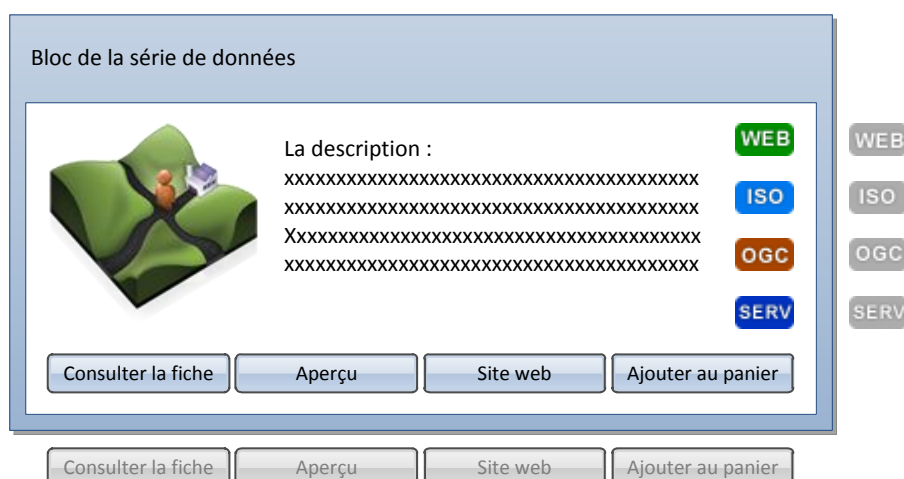 Bloc de la série de données
La description :
xxxxxxxxxxxxxxxxxxxxxxxxxxxxxxxxxxxxxxxx
xxxxxxxxxxxxxxxxxxxxxxxxxxxxxxxxxxxxxxxx
Xxxxxxxxxxxxxxxxxxxxxxxxxxxxxxxxxxxxxxxx
xxxxxxxxxxxxxxxxxxxxxxxxxxxxxxxxxxxxxxxx
WEB WEB
ISO ISO
OGC OGC
SERV SERV
Consulter la fiche Aperçu Site web Ajouter au panier
Consulter la fiche Aperçu Site web Ajouter au panier